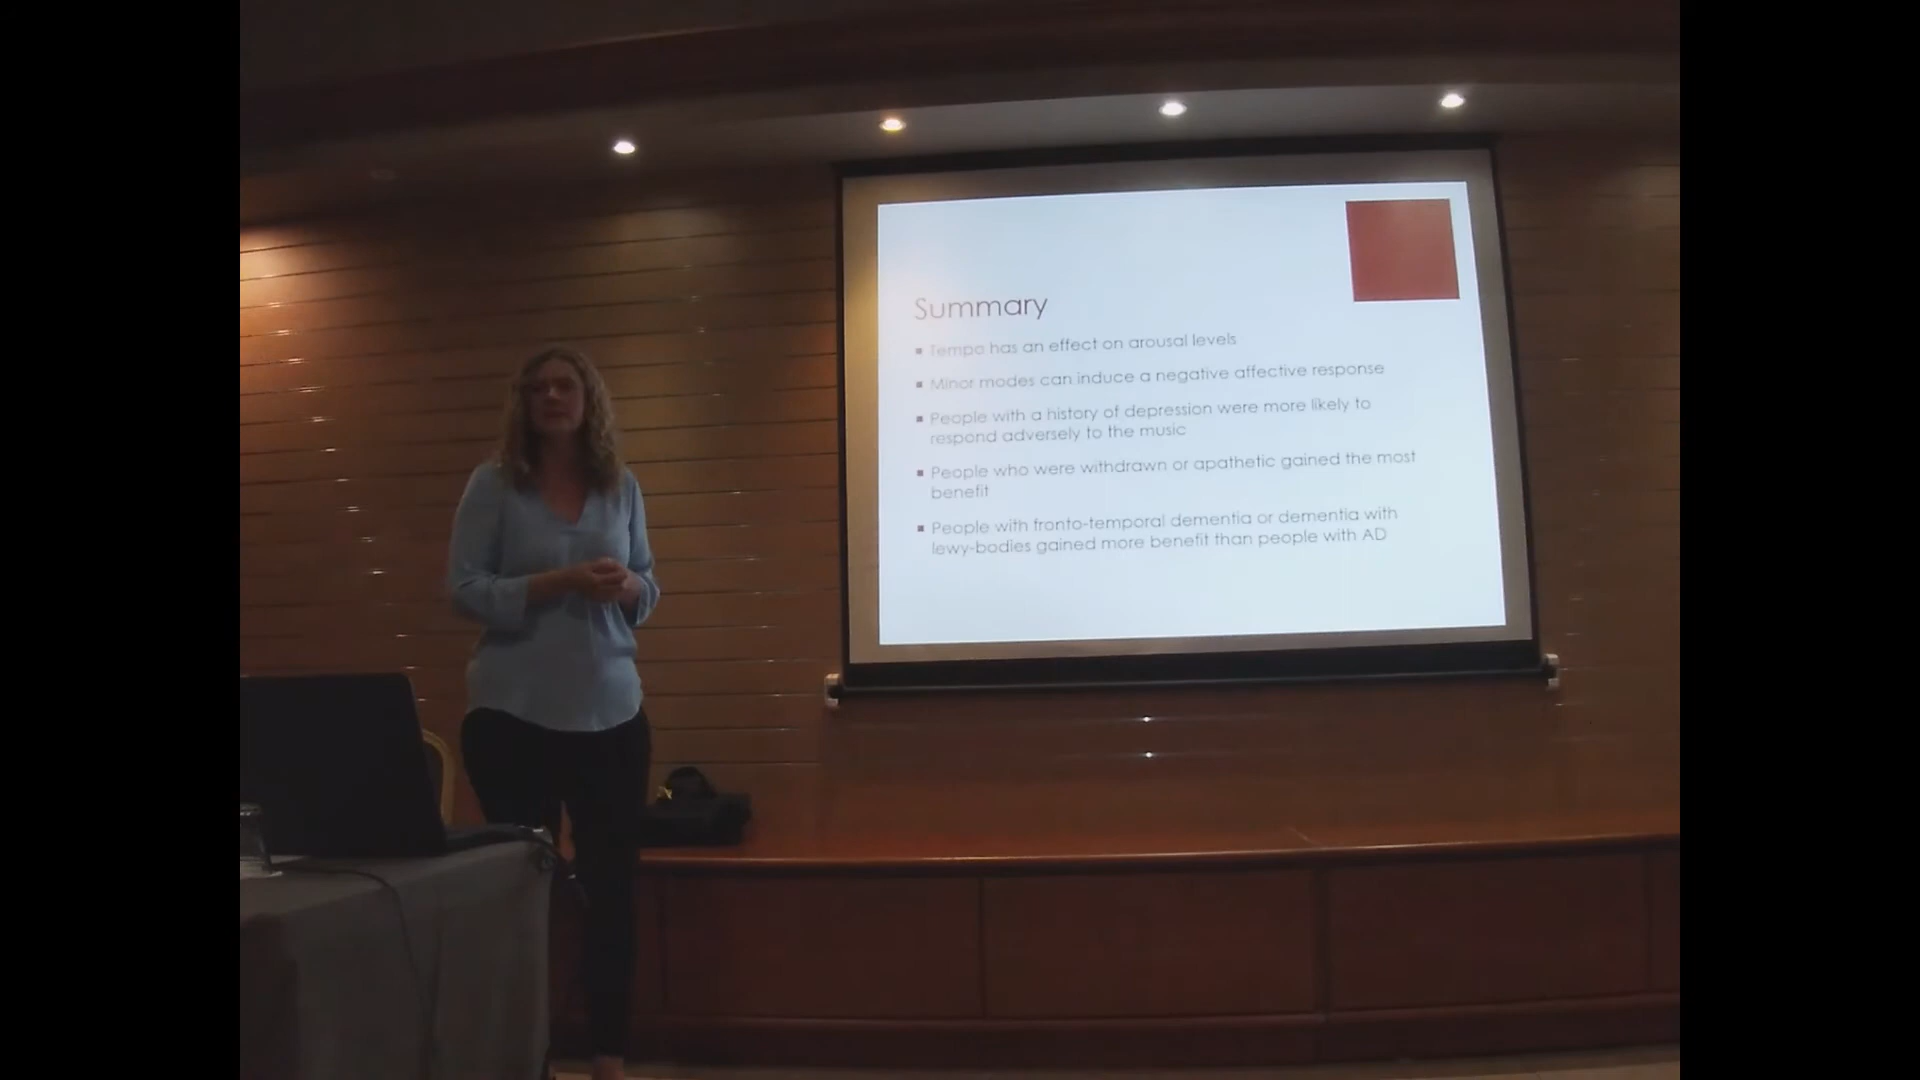 Summary
Tempo has an effect on arousal levels
Minor modes can induce a negative affective response
People with a history of depression were more likely to
respond adversely to the music
People who were withdrawn or apathetic gained the most
benefit
People with fronto-temporal dementia or dementia with
lewy-bodies gained more benefit than people with AD